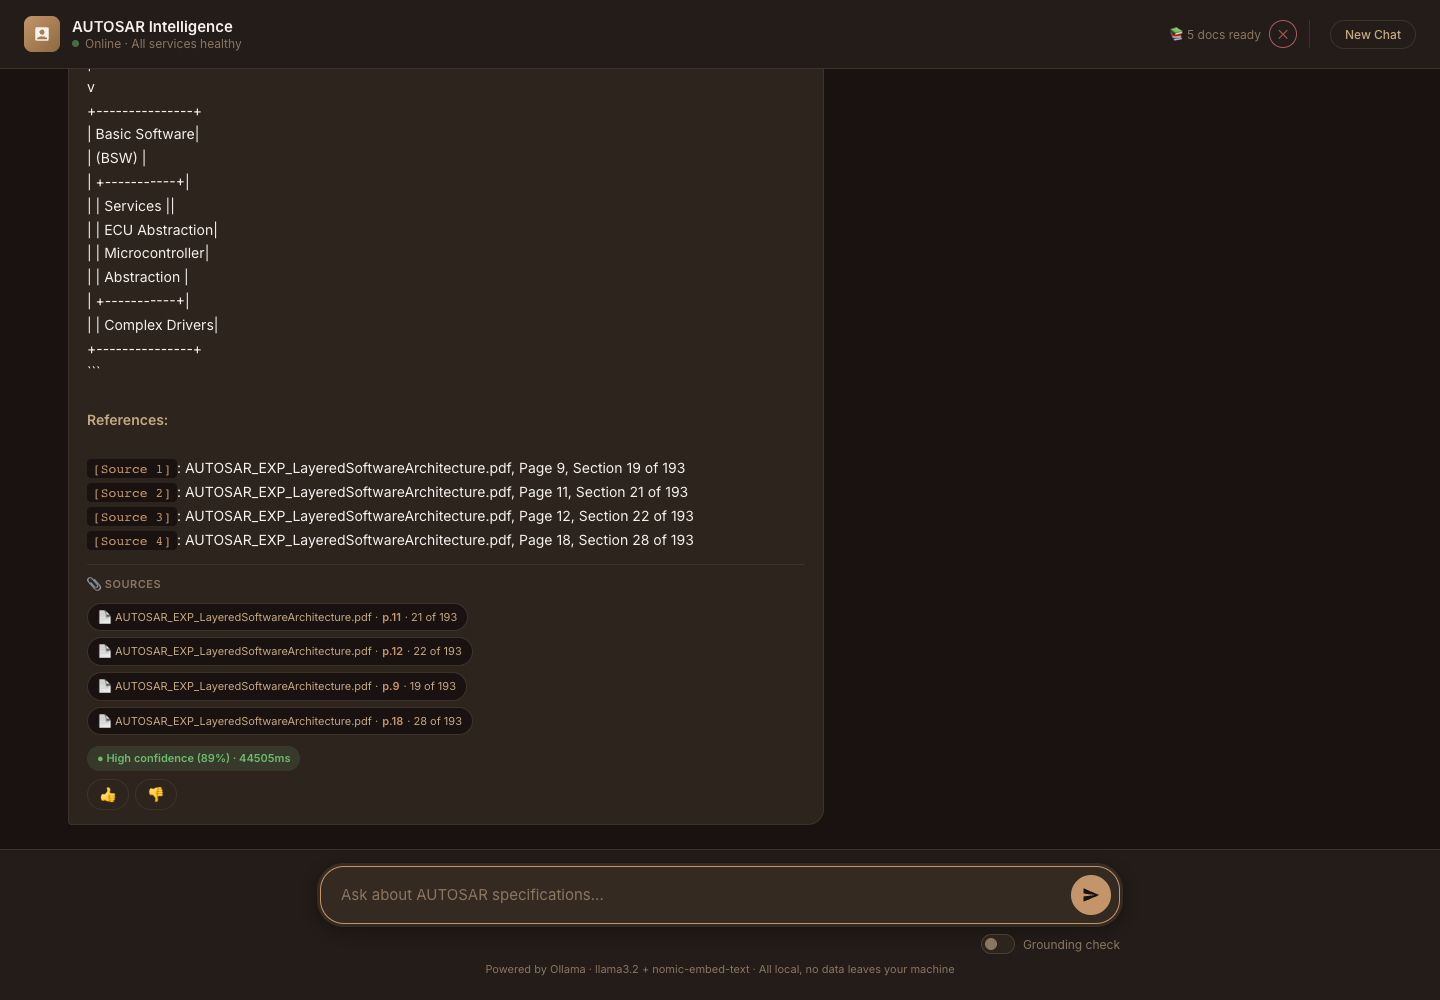 AUTOSAR Intelligence
Online · All services healthy
5 docs ready
New Chat
v
+---------------+
| Basic Software|
| (BSW) |
| +-----------+|
| | Services ||
| | ECU Abstraction|
| | Microcontroller|
| | Abstraction |
| +-----------+|
| | Complex Drivers|
+---------------+
```
References:
[Source 1]: AUTOSAR_EXP_LayeredSoftwareArchitecture.pdf, Page 9, Section 19 of 193
[Source 2]: AUTOSAR_EXP_LayeredSoftwareArchitecture.pdf, Page 11, Section 21 of 193
[Source 3]: AUTOSAR_EXP_LayeredSoftwareArchitecture.pdf, Page 12, Section 22 of 193
[Source 4]: AUTOSAR_EXP_LayeredSoftwareArchitecture.pdf, Page 18, Section 28 of 193
SOURCES
AUTOSAR_EXP_LayeredSoftwareArchitecture.pdf · p.11 · 21 of 193
AUTOSAR_EXP_LayeredSoftwareArchitecture.pdf · p.12 · 22 of 193
AUTOSAR_EXP_LayeredSoftwareArchitecture.pdf · p.9 · 19 of 193
AUTOSAR_EXP_LayeredSoftwareArchitecture.pdf · p.18 · 28 of 193
● High confidence (89%) · 44505ms
Ask about AUTOSAR specifications...
Grounding check
Powered by Ollama · llama3.2 + nomic-embed-text · All local, no data leaves your machine